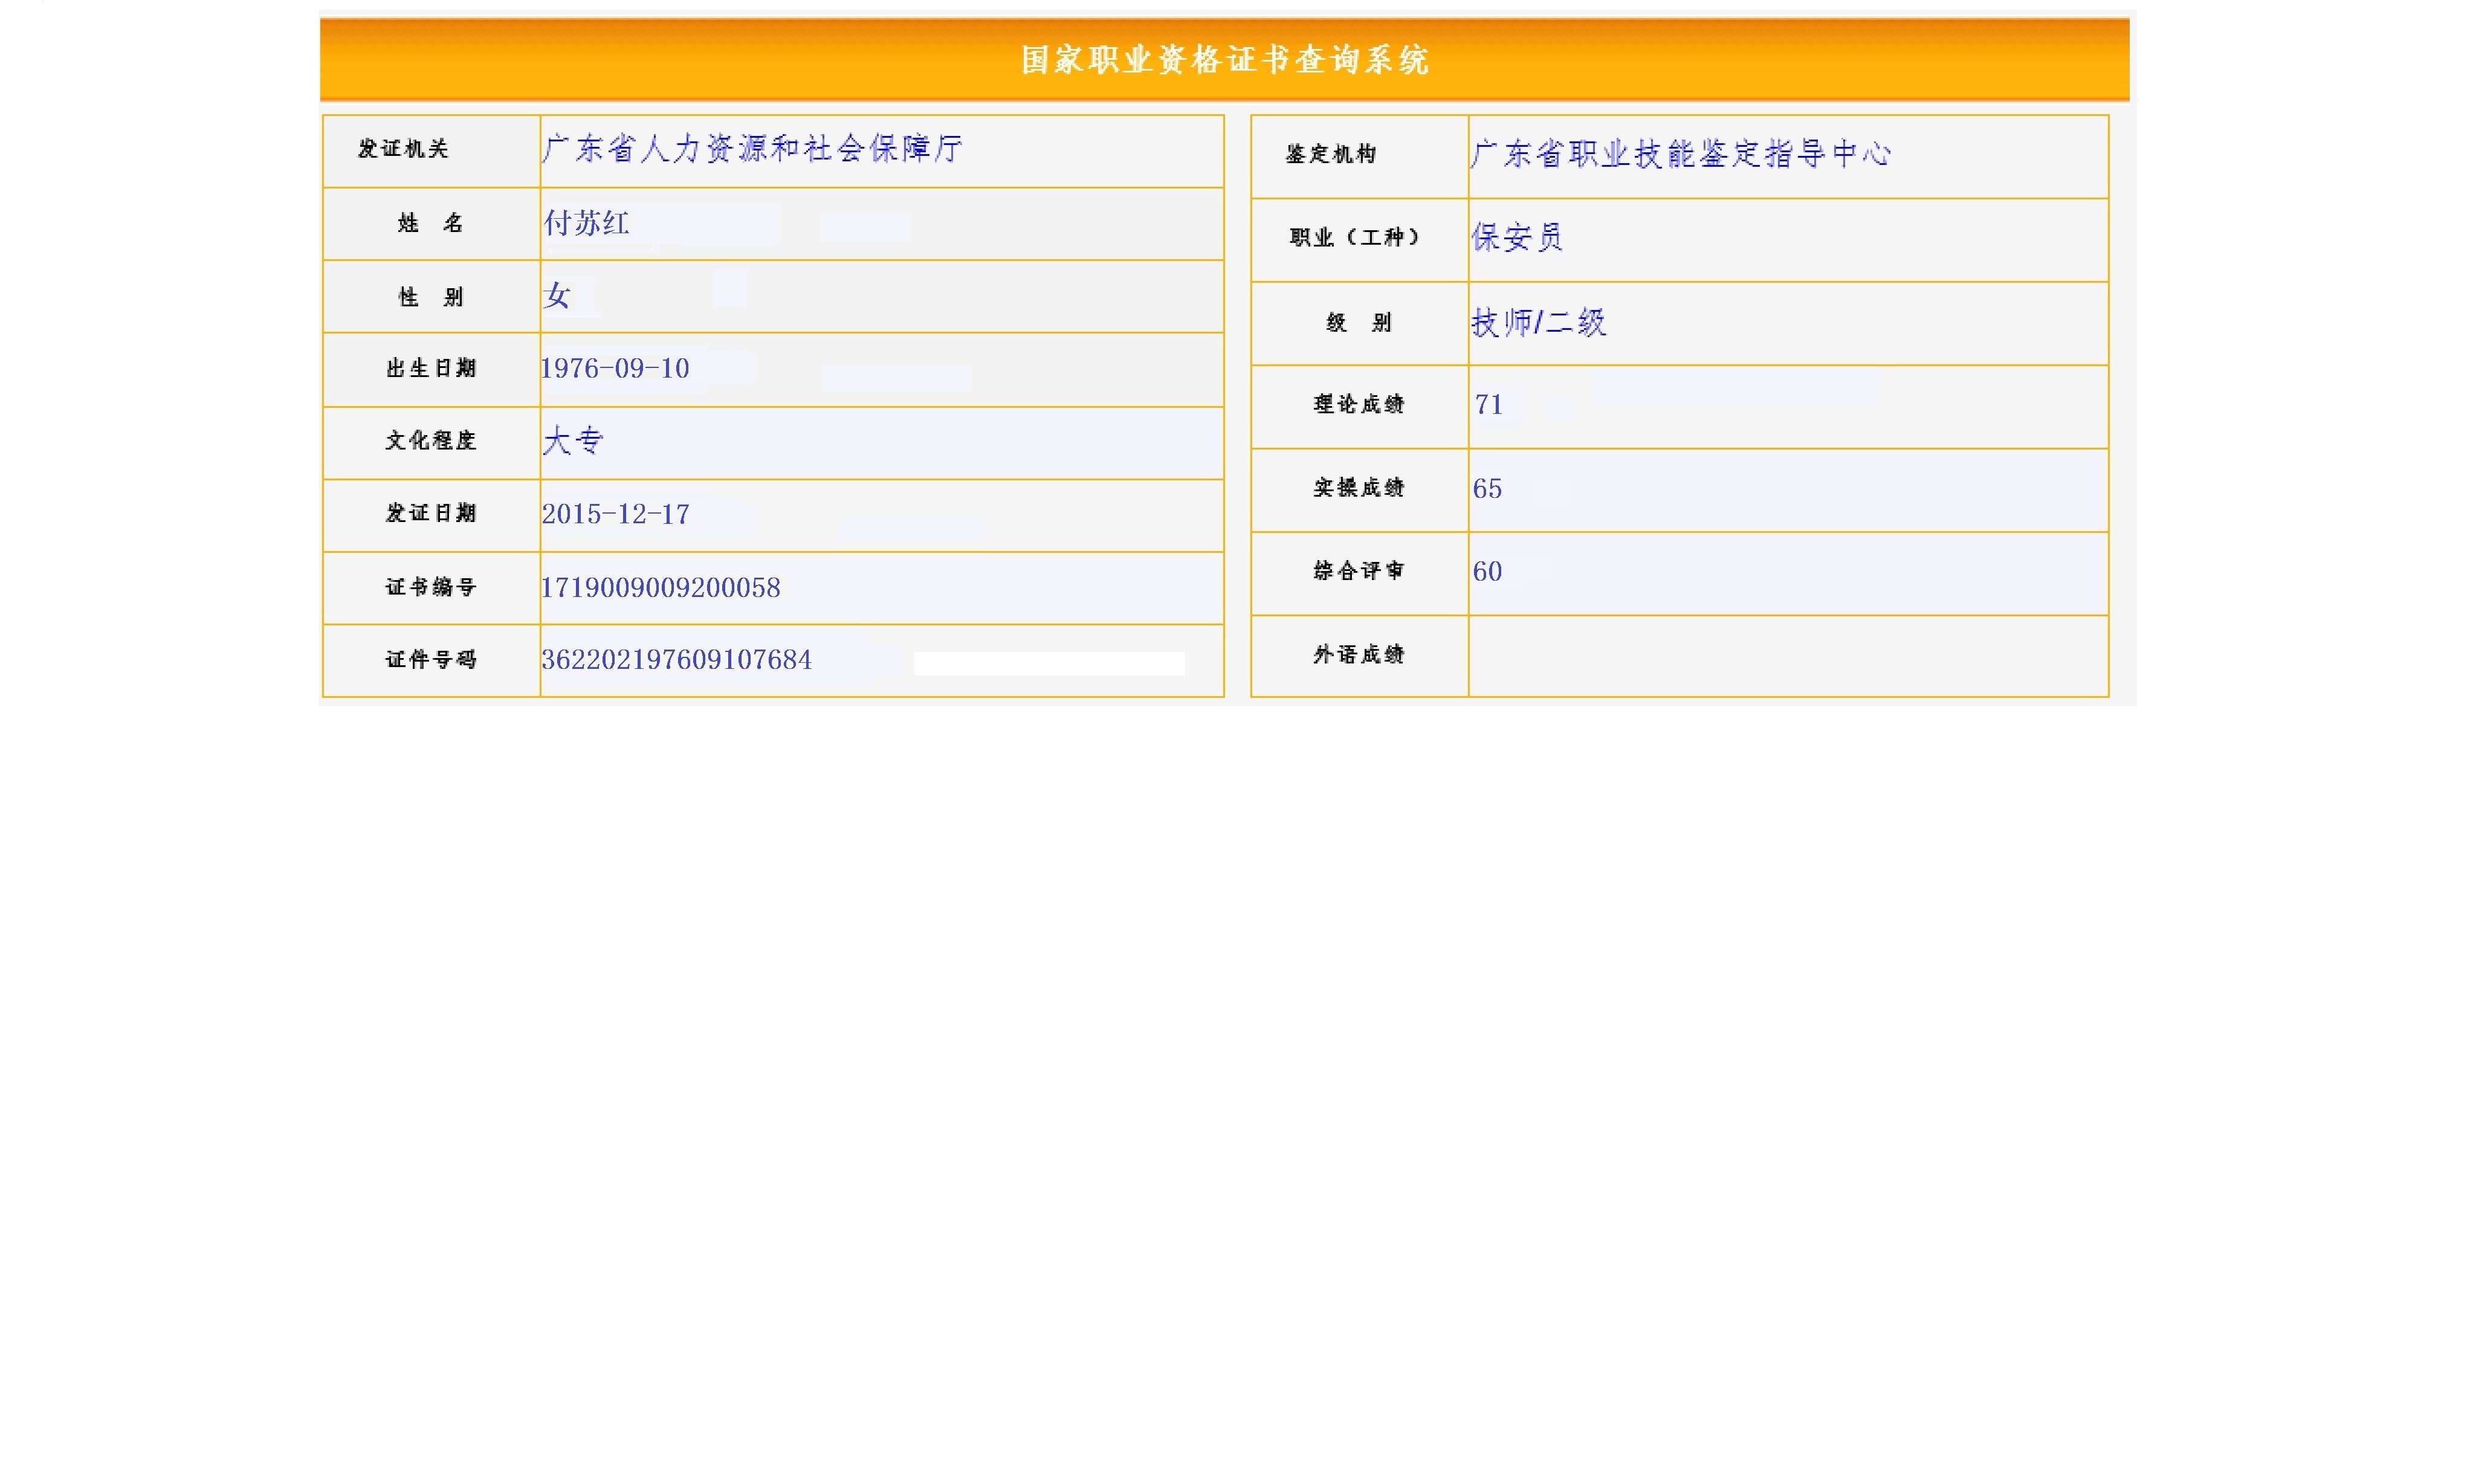 国家职业资格证书查询系统
发证机关 广东省人力资源和社会保障厅
姓 名 付苏红
性 别 女
出生日期 1976-09-10
文化程度 大专
发证日期 2015-12-17
证书编号 1719009009200058
证件号码 362202197609107684
鉴定机构 广东省职业技能鉴定指导中心
职业（工种） 保安员
级 别 技师/二级
理论成绩 71
实操成绩 65
综合评审 60
外语成绩